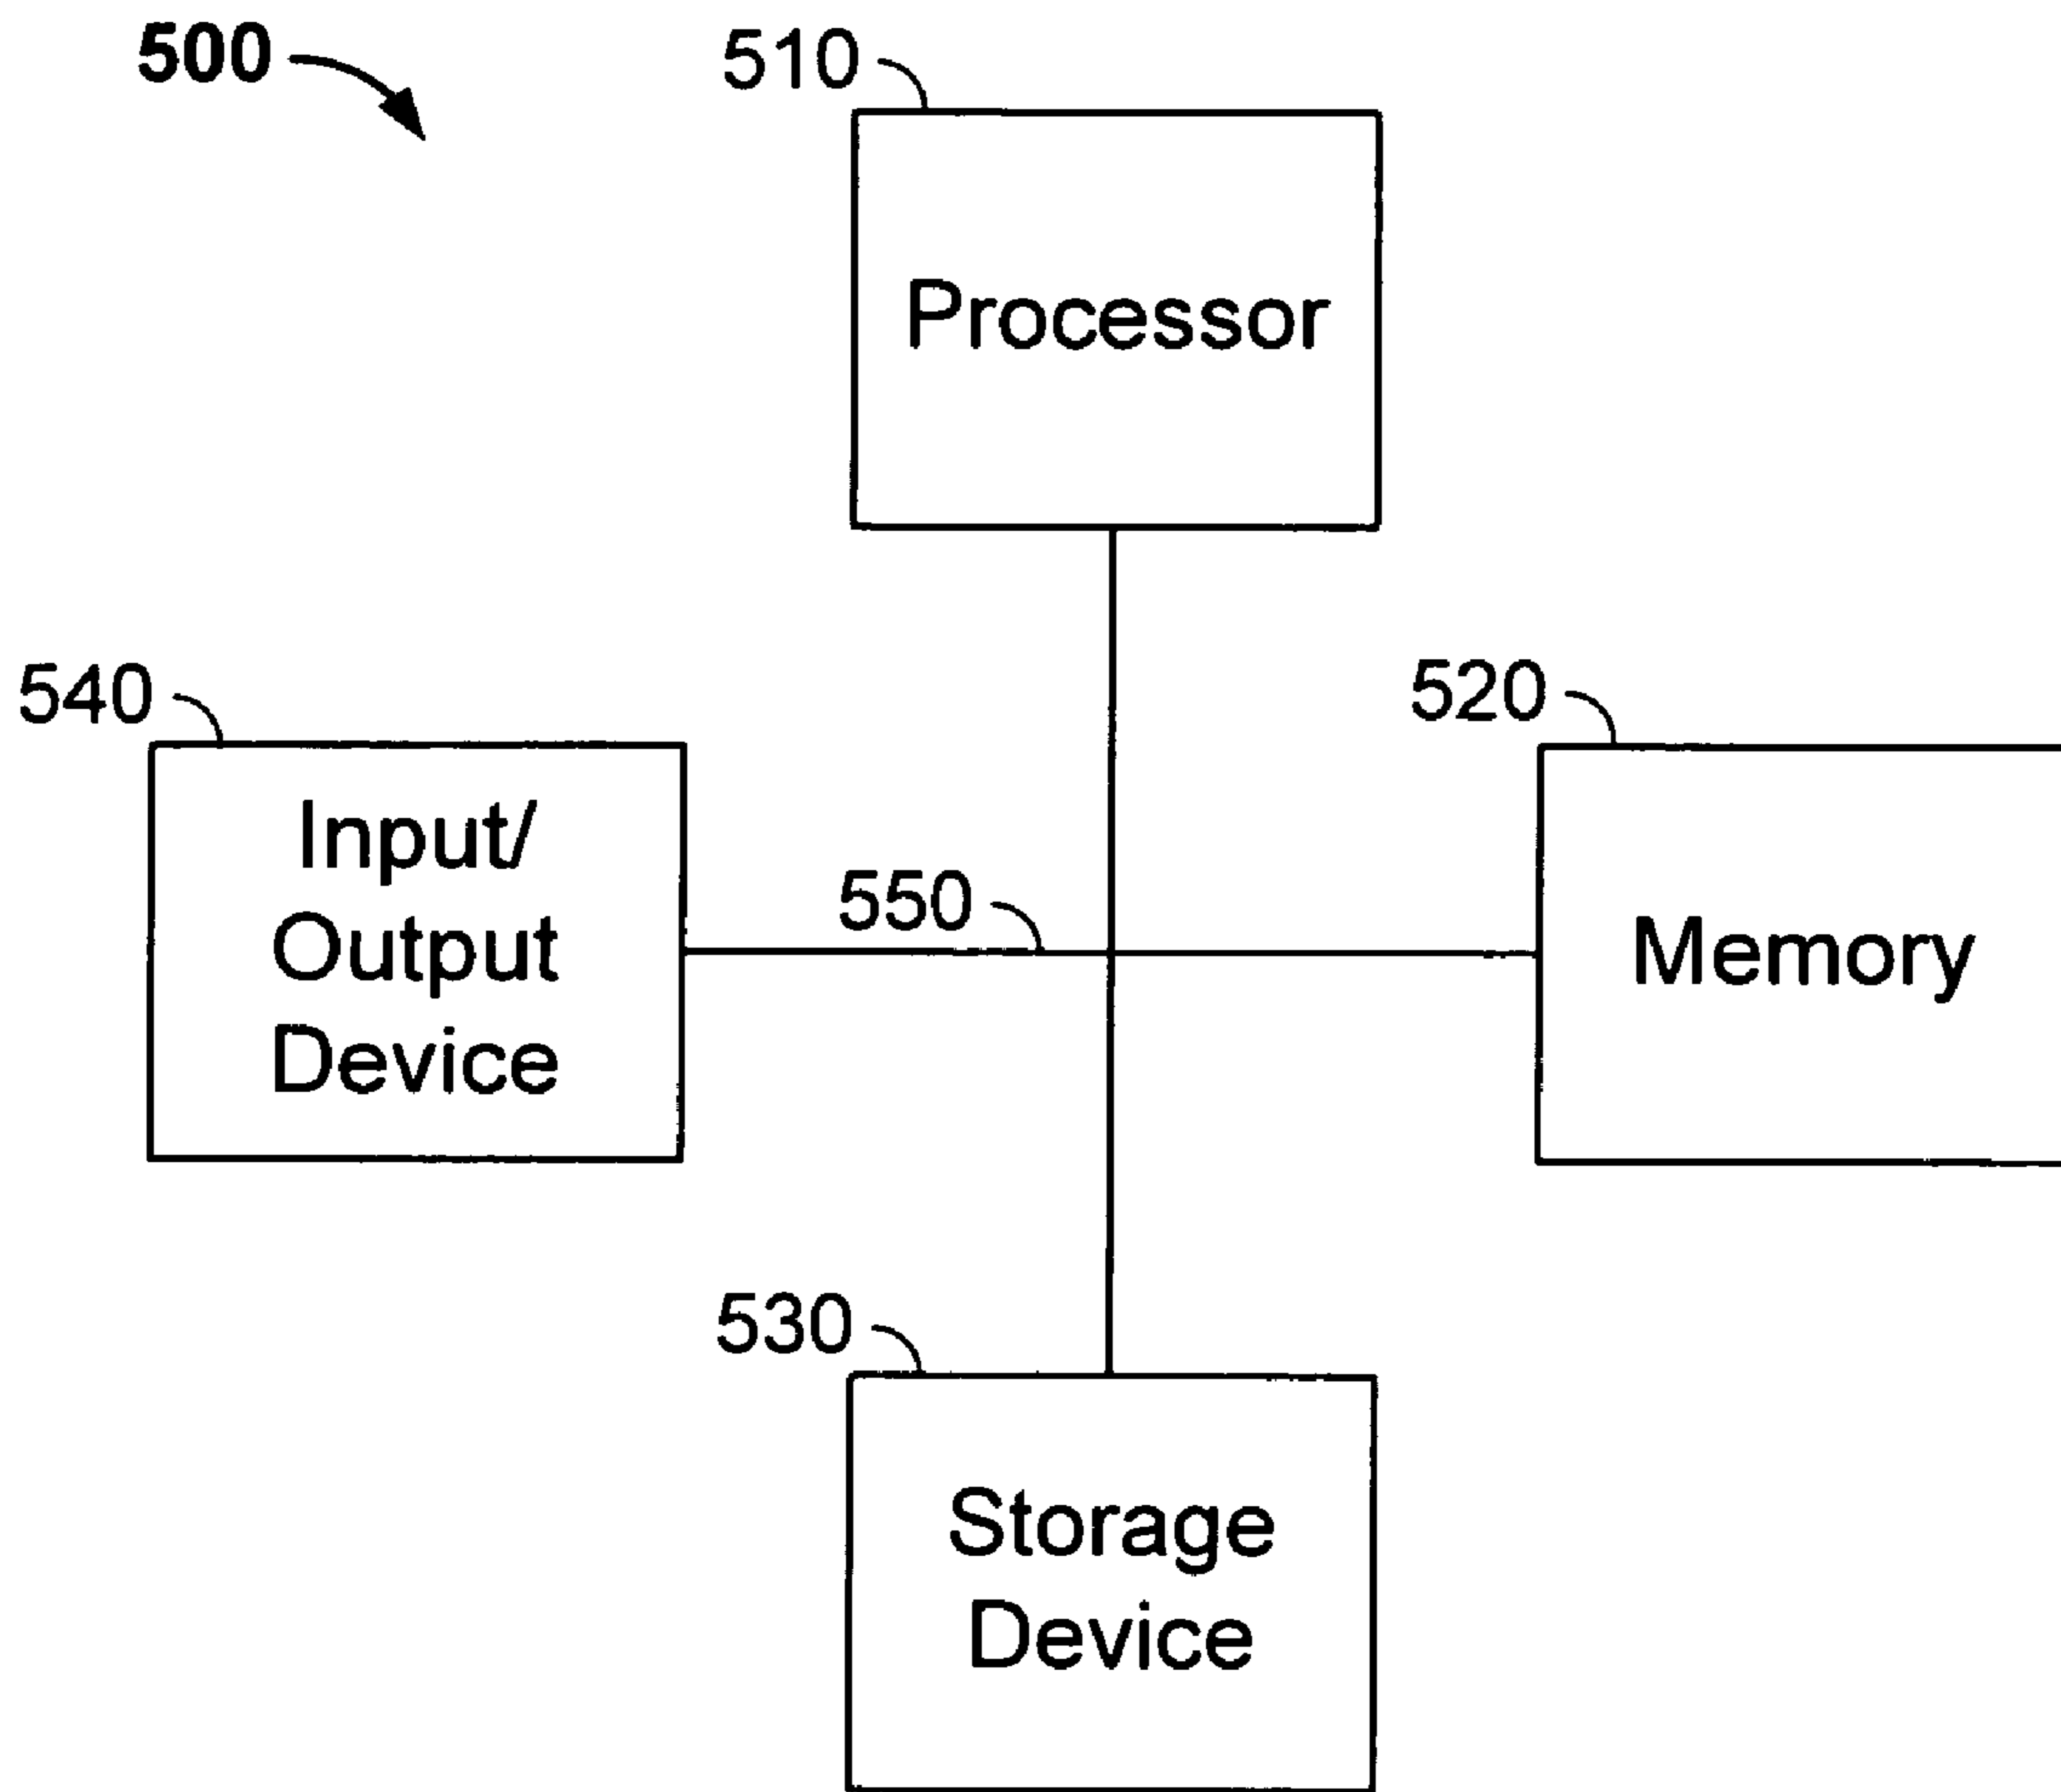 500
510
Processor
540
520
Input/
Output
Device
550
Memory
530
Storage
Device